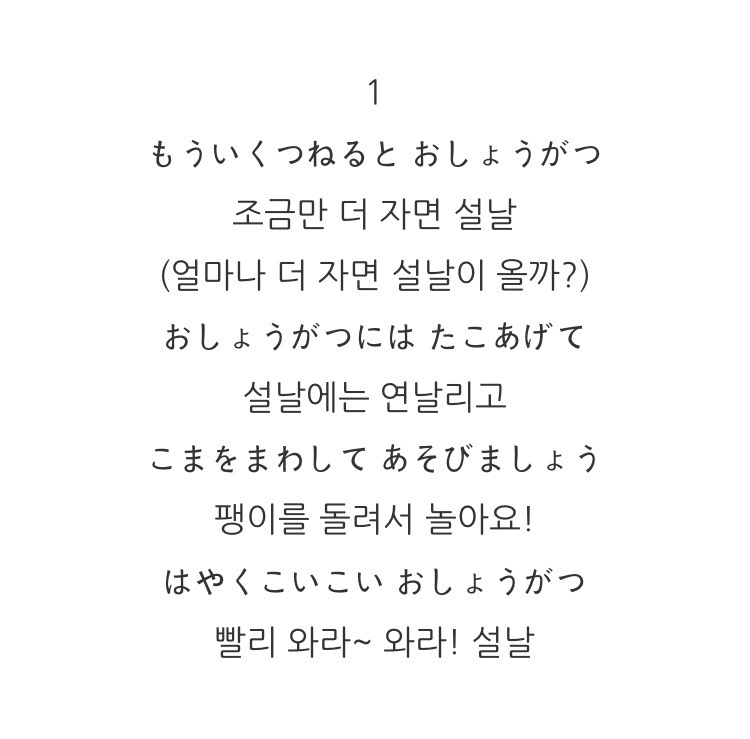 1
もういくつねると おしょうがつ
조금만 더 자면 설날
(얼마나 더 자면 설날이 올까?)
おしょうがつには たこあげて
설날에는 연날리고
こまをまわして あそびましょう
팽이를 돌려서 놀아요!
はやくこいこい おしょうがつ
빨리 와라~ 와라! 설날